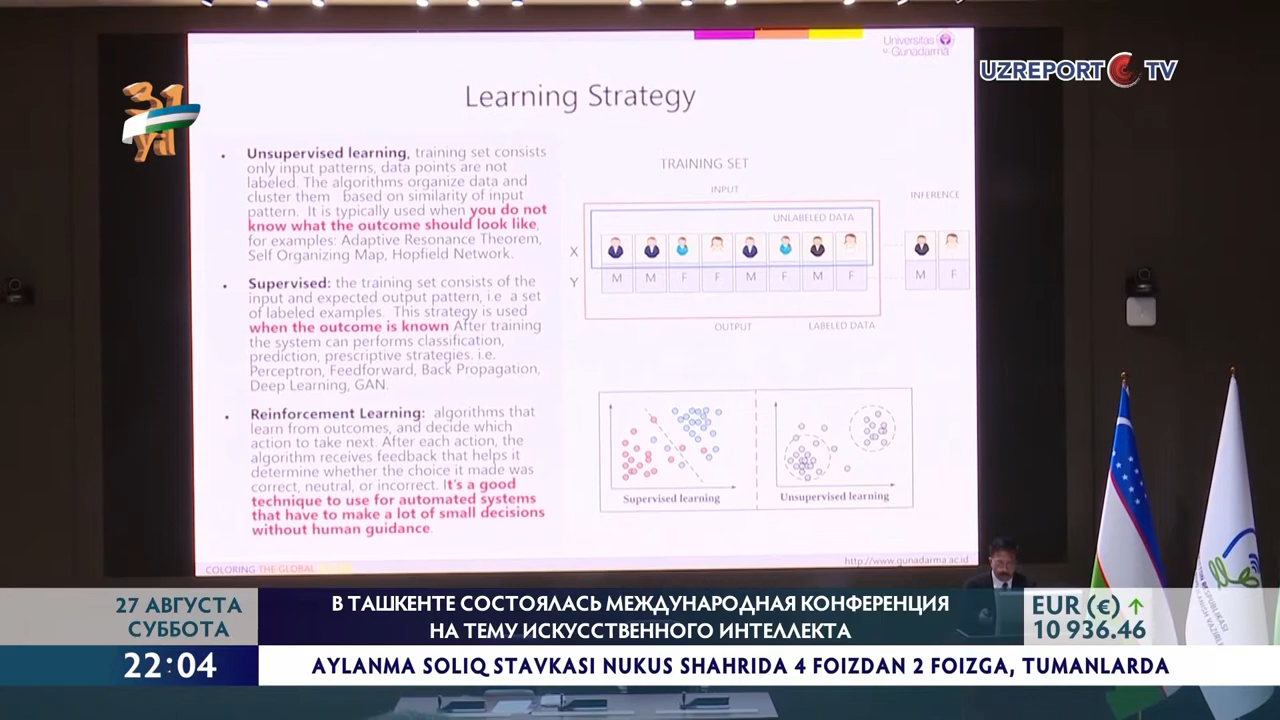 Universitas
Gunadarma
UZREPORT TV
31
yil
Learning Strategy
• Unsupervised learning, training set consists
only input patterns, data points are not
labeled. The algorithms organize data and
cluster them based on similarity of input
pattern. It is typically used when you do not
know what the outcome should look like,
for examples: Adaptive Resonance Theorem,
Self Organizing Map, Hopfield Network.
• Supervised: the training set consists of the
input and expected output pattern, i.e a set
of labeled examples. This strategy is used
when the outcome is known After training
the system can performs classification,
prediction, prescriptive strategies. i.e.
Perceptron, Feedforward, Back Propagation,
Deep Learning, GAN.
• Reinforcement Learning: algorithms that
learn from outcomes, and decide which
action to take next. After each action, the
algorithm receives feedback that helps it
determine whether the choice it made was
correct, neutral, or incorrect. It's a good
technique to use for automated systems
that have to make a lot of small decisions
without human guidance.
TRAINING SET
INPUT
INFERENCE
UNLABELED DATA
X
Y M M F F M F M F M F
OUTPUT LABELED DATA
Supervised learning
Unsupervised learning
COLORING THE GLOBAL
http://www.gunadarma.ac.id
27 АВГУСТА
СУББОТА
В ТАШКЕНТЕ СОСТОЯЛАСЬ МЕЖДУНАРОДНАЯ КОНФЕРЕНЦИЯ
НА ТЕМУ ИСКУССТВЕННОГО ИНТЕЛЛЕКТА
EUR (€) ↑
10 936.46
22:04
AYLANMA SOLIQ STAVKASI NUKUS SHAHRIDA 4 FOIZDAN 2 FOIZGA, TUMANLARDA